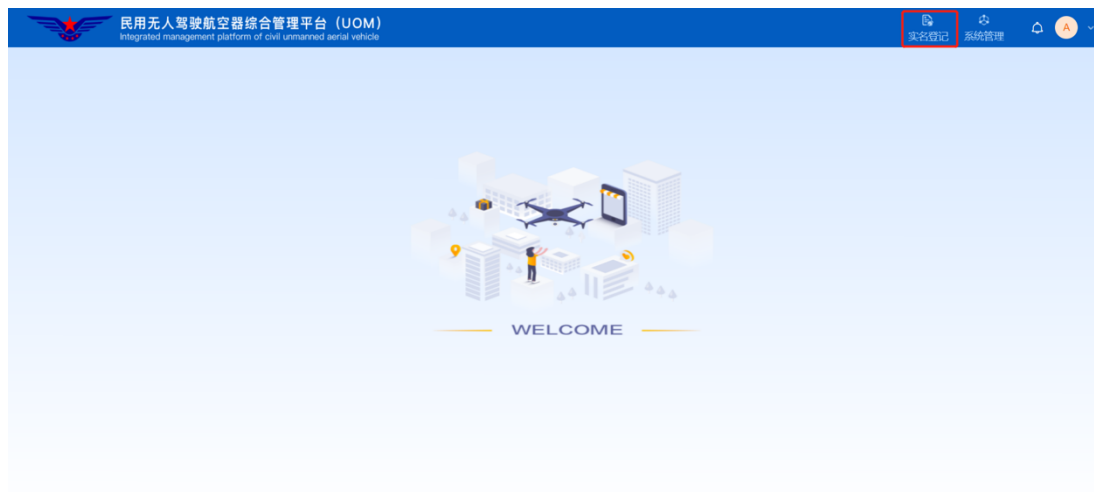 民用无人驾驶航空器综合管理平台（UOM）
Integrated management platform of civil unmanned aerial vehicle
实名登记
系统管理
A
WELCOME